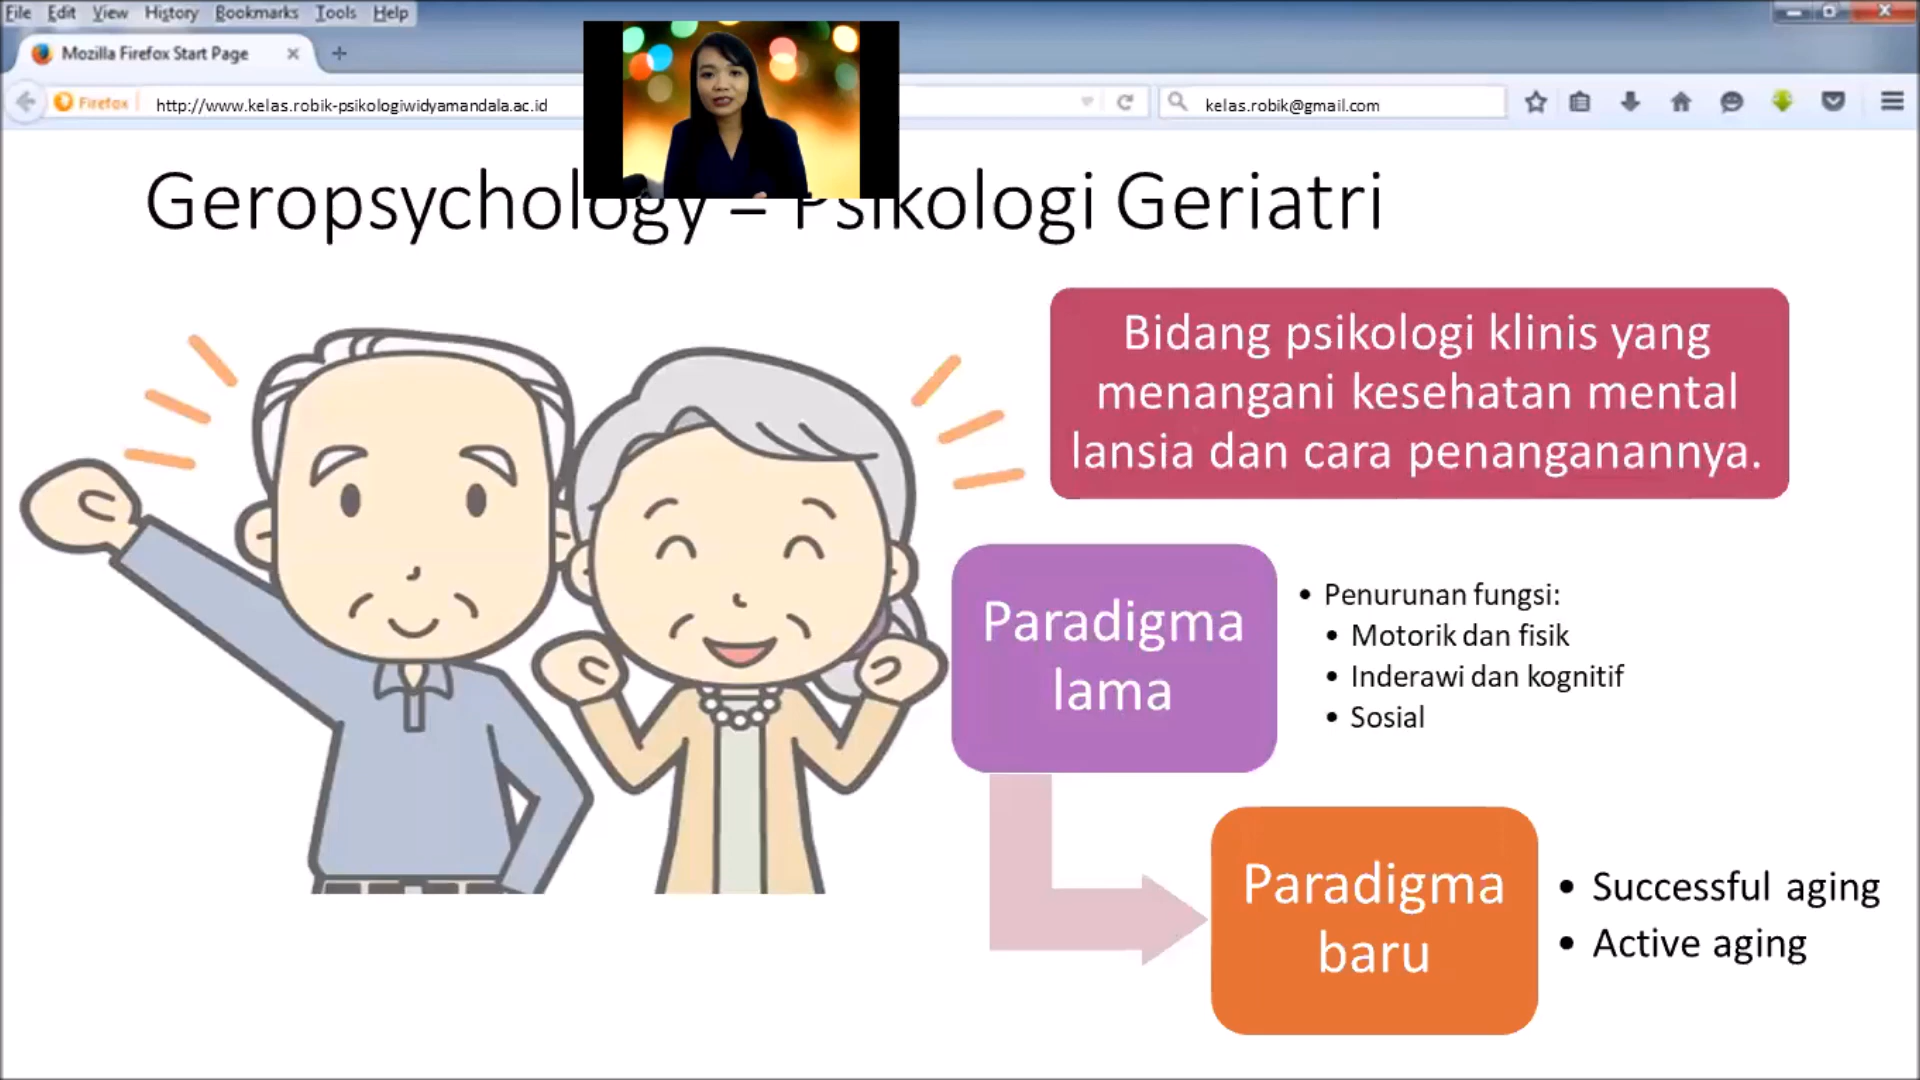 File Edit View History Bookmarks Tools Help
Mozilla Firefox Start Page
Firefox http://www.kelas.robik-psikologiwidyamandala.ac.id
kelas.robik@gmail.com
Geropsychology = Psikologi Geriatri
Bidang psikologi klinis yang
menangani kesehatan mental
lansia dan cara penanganannya.
Paradigma
lama
• Penurunan fungsi:
• Motorik dan fisik
• Inderawi dan kognitif
• Sosial
Paradigma
baru
• Successful aging
• Active aging